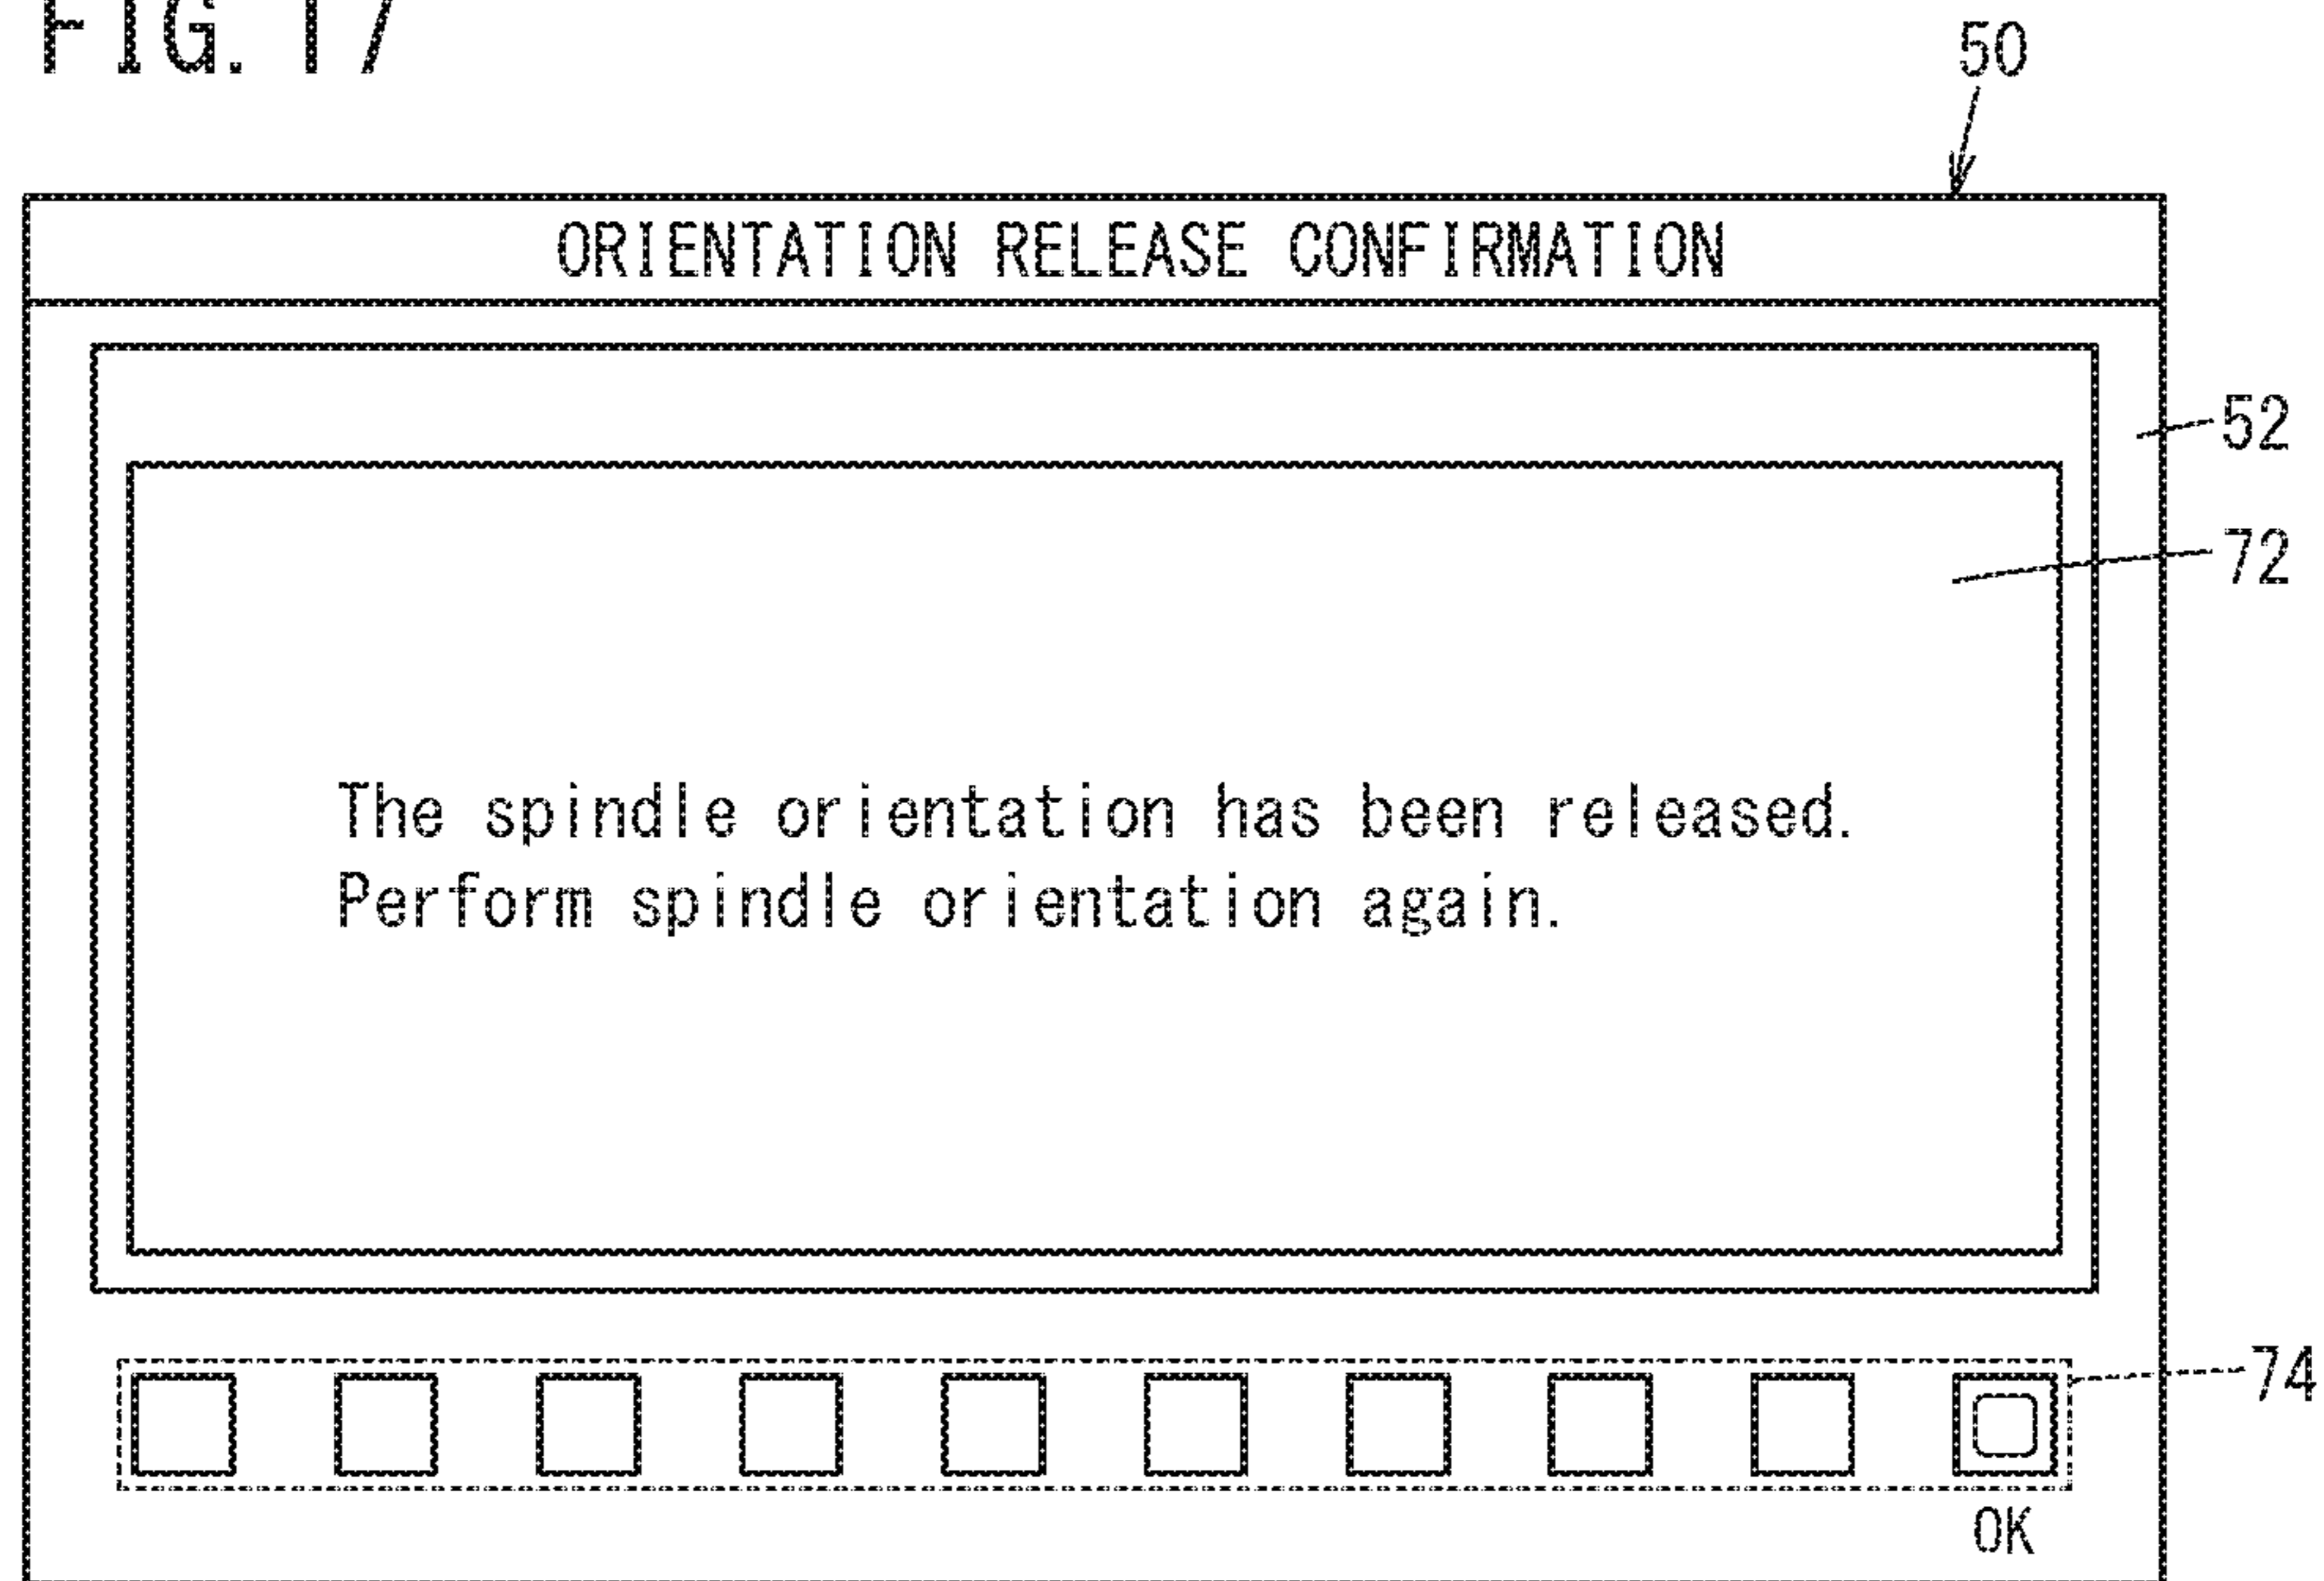 FIG. 17
50
ORIENTATION RELEASE CONFIRMATION
52
72
The spindle orientation has been released.
Perform spindle orientation again.
74
OK